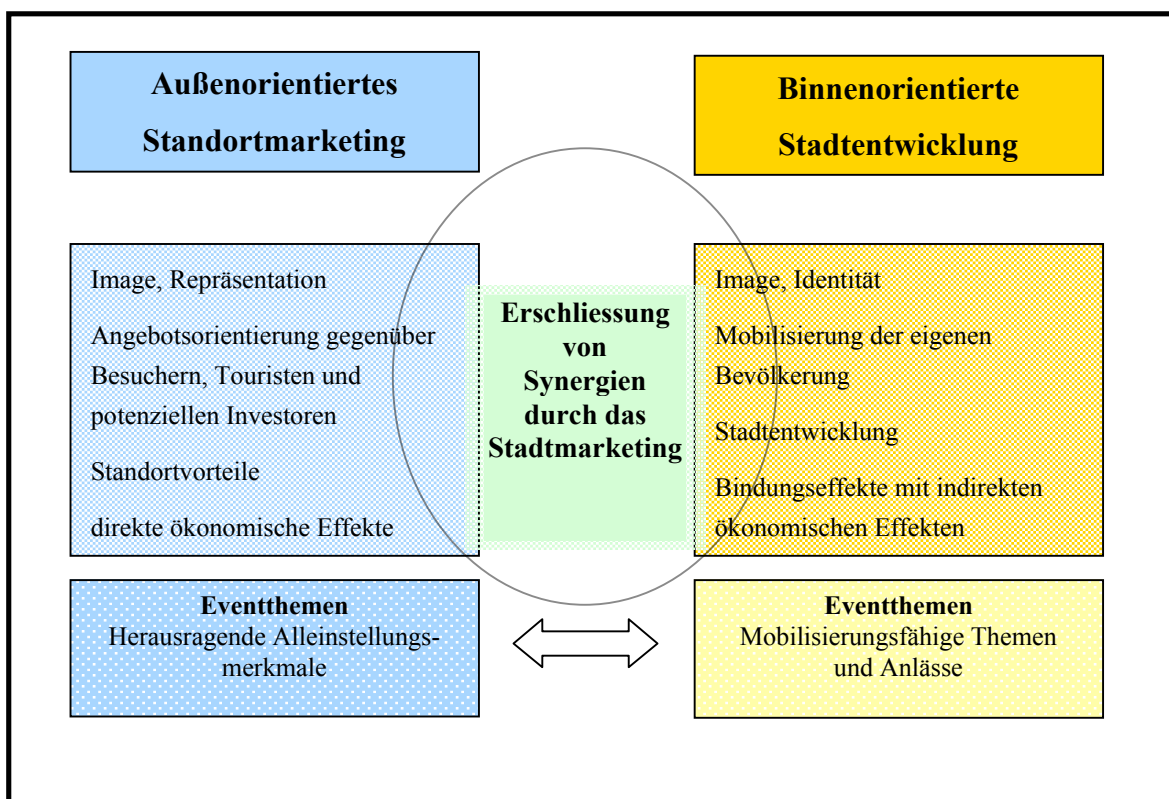 Außenorientiertes
Standortmarketing
Binnenorientierte
Stadtentwicklung
Image, Repräsentation
Angebotsorientierung gegenüber
Besuchern, Touristen und
potenziellen Investoren
Standortvorteile
direkte ökonomische Effekte
Erschliessung
von
Synergien
durch das
Stadtmarketing
Image, Identität
Mobilisierung der eigenen
Bevölkerung
Stadtentwicklung
Bindungseffekte mit indirekten
ökonomischen Effekten
Eventthemen
Herausragende Alleinstellungs-
merkmale
Eventthemen
Mobilisierungsfähige Themen
und Anlässe